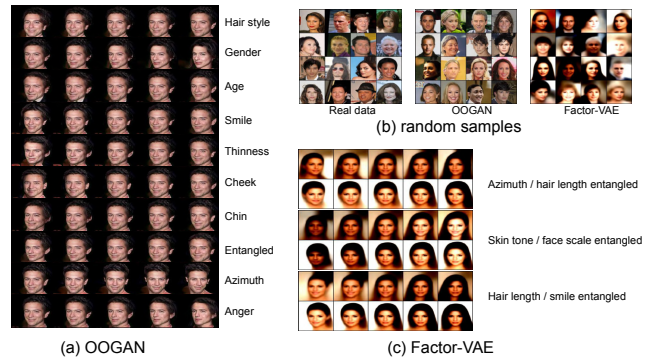 Hair style
Gender
Age
Smile
Thinness
Cheek
Chin
Entangled
Azimuth
Anger
(a) OOGAN
Real data
OOGAN
Factor-VAE
(b) random samples
Azimuth / hair length entangled
Skin tone / face scale entangled
Hair length / smile entangled
(c) Factor-VAE